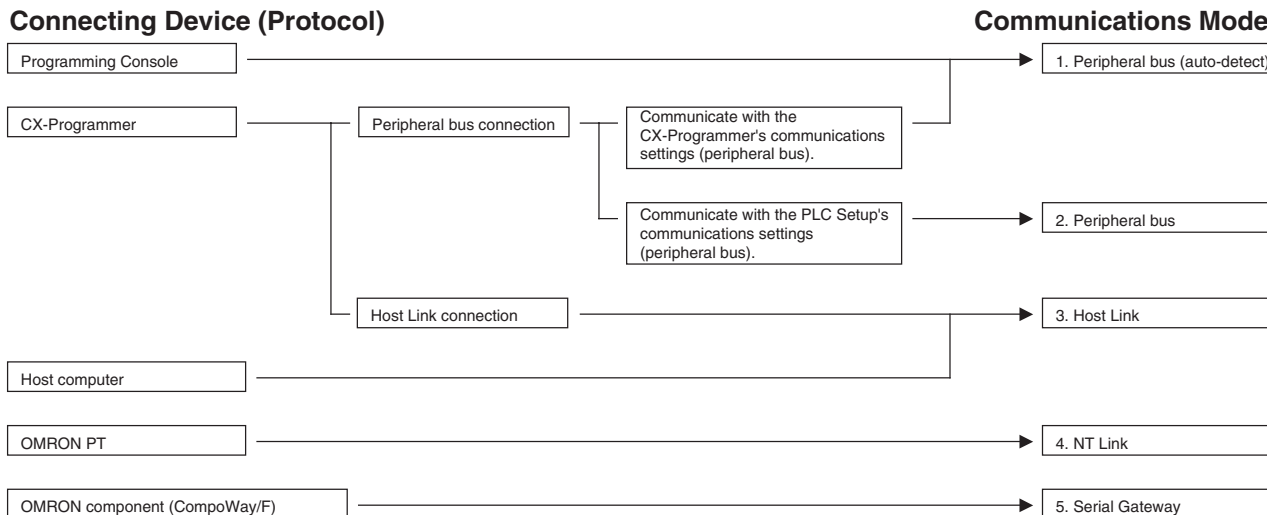 Connecting Device (Protocol)
Communications Mode
Programming Console
1. Peripheral bus (auto-detect)
CX-Programmer
Peripheral bus connection
Communicate with the
CX-Programmer's communications
settings (peripheral bus).
Communicate with the PLC Setup's
communications settings
(peripheral bus).
2. Peripheral bus
Host Link connection
3. Host Link
Host computer
OMRON PT
4. NT Link
OMRON component (CompoWay/F)
5. Serial Gateway